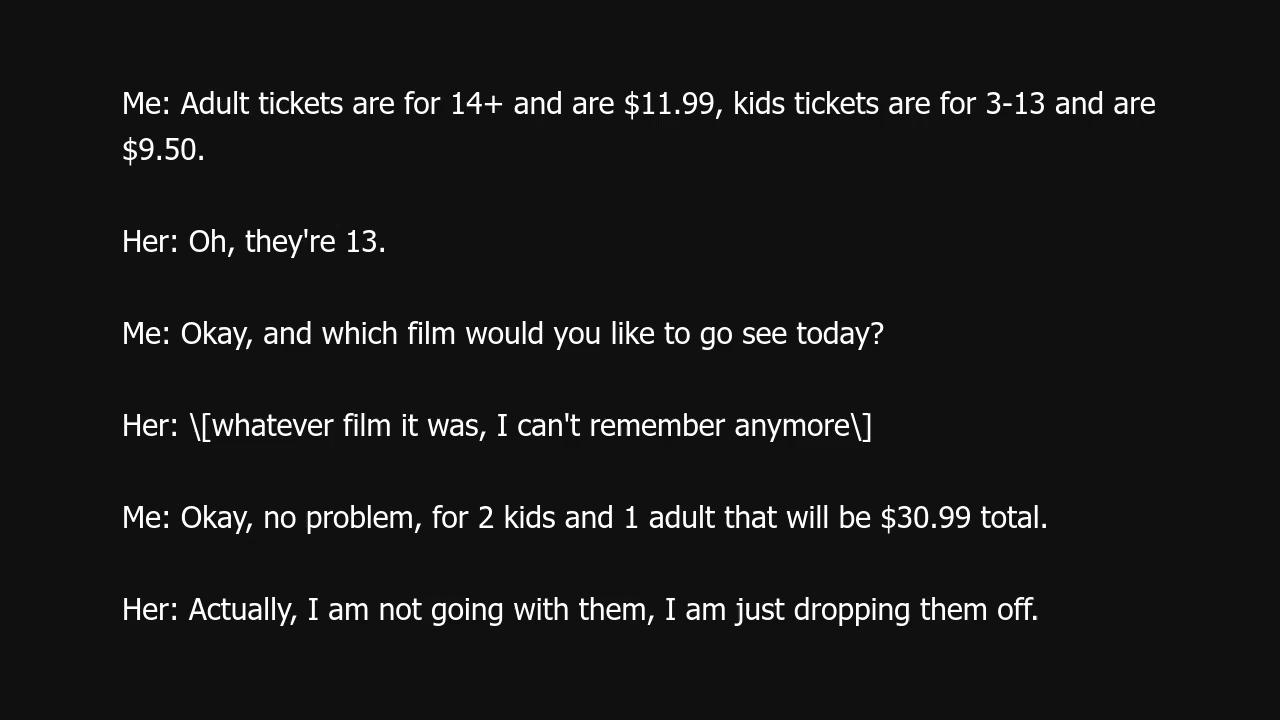 Me: Adult tickets are for 14+ and are $11.99, kids tickets are for 3-13 and are
$9.50.
Her: Oh, they're 13.
Me: Okay, and which film would you like to go see today?
Her: \[whatever film it was, I can't remember anymore\]
Me: Okay, no problem, for 2 kids and 1 adult that will be $30.99 total.
Her: Actually, I am not going with them, I am just dropping them off.